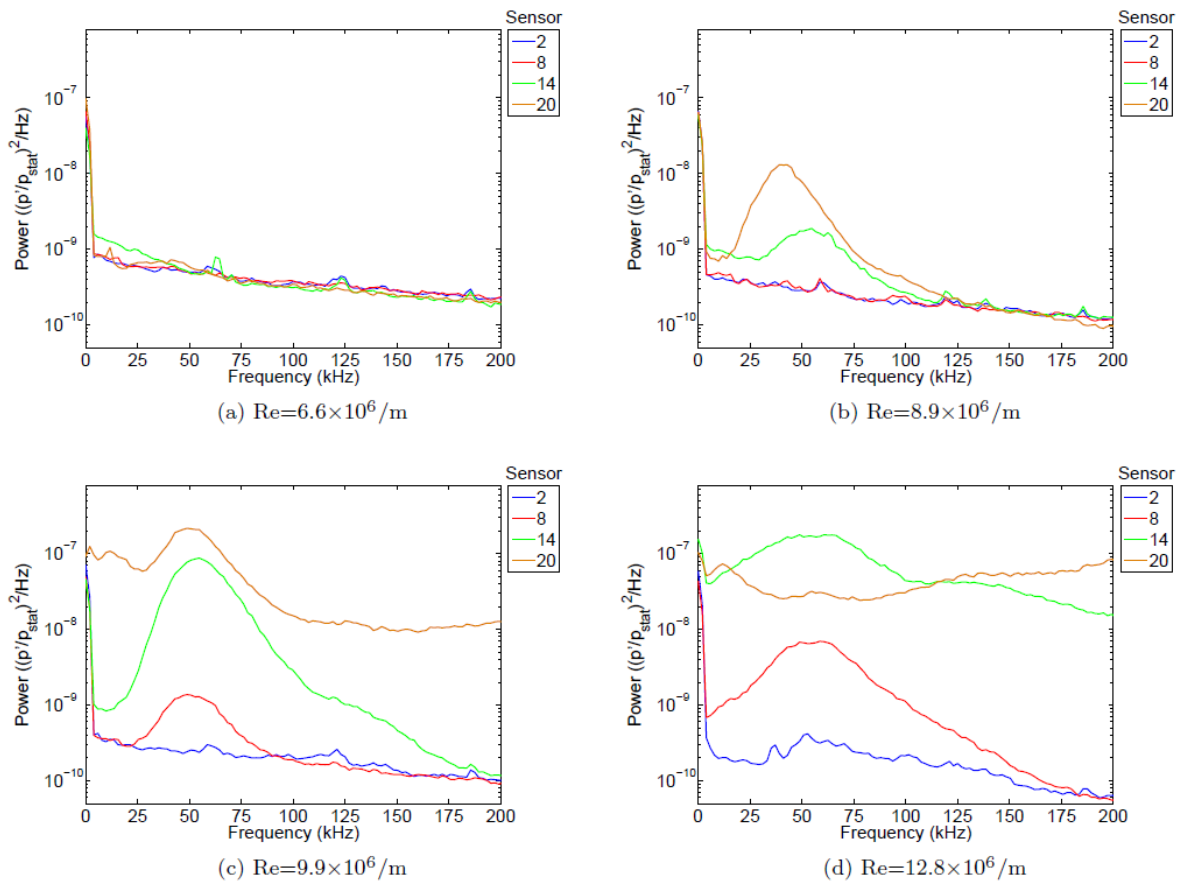 Sensor
2
8
14
20
Power ((p'/p_stat)^2/Hz)
10^-7
10^-8
10^-9
10^-10
0 25 50 75 100 125 150 175 200
Frequency (kHz)
(a) Re=6.6×10^6/m
Sensor
2
8
14
20
Power ((p'/p_stat)^2/Hz)
10^-7
10^-8
10^-9
10^-10
0 25 50 75 100 125 150 175 200
Frequency (kHz)
(b) Re=8.9×10^6/m
Sensor
2
8
14
20
Power ((p'/p_stat)^2/Hz)
10^-7
10^-8
10^-9
10^-10
0 25 50 75 100 125 150 175 200
Frequency (kHz)
(c) Re=9.9×10^6/m
Sensor
2
8
14
20
Power ((p'/p_stat)^2/Hz)
10^-7
10^-8
10^-9
10^-10
0 25 50 75 100 125 150 175 200
Frequency (kHz)
(d) Re=12.8×10^6/m